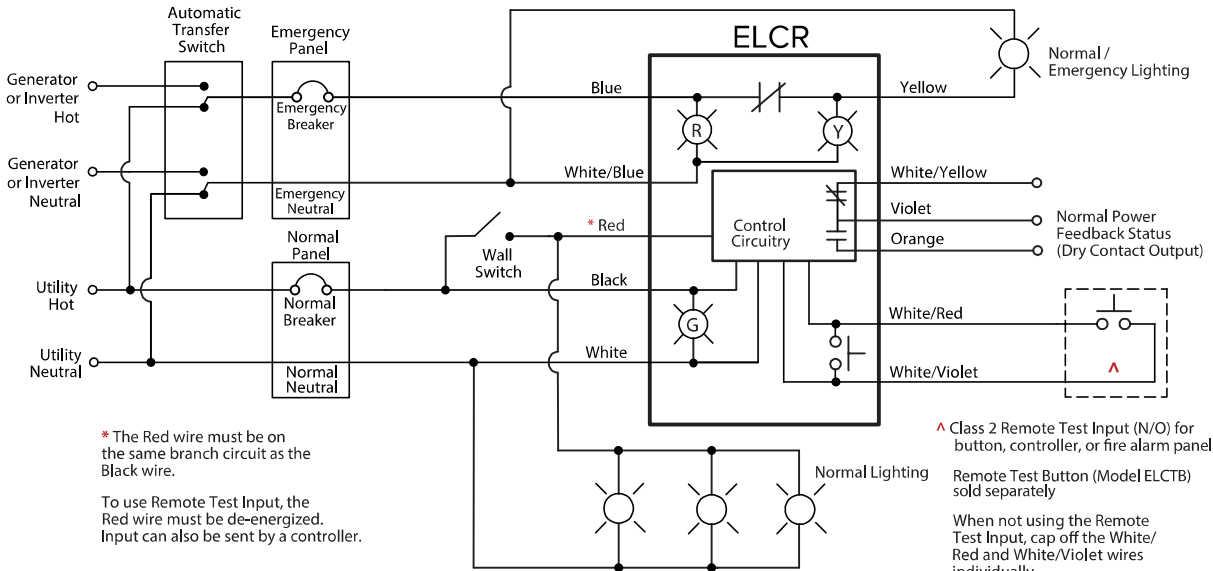 Automatic
Transfer
Switch
Emergency
Panel
ELCR
Normal /
Emergency Lighting
Generator
or Inverter
Hot
Emergency
Breaker
Blue
Yellow
R
Y
Generator
or Inverter
Neutral
White/Blue
Emergency
Neutral
White/Yellow
Violet
Orange
Normal Power
Feedback Status
(Dry Contact Output)
* Red
Control
Circuitry
Wall
Switch
Normal
Panel
Utility
Hot
Normal
Breaker
Black
G
White/Red
White/Violet
^
Utility
Neutral
Normal
Neutral
White
* The Red wire must be on
the same branch circuit as the
Black wire.
To use Remote Test Input, the
Red wire must be de-energized.
Input can also be sent by a controller.
Normal Lighting
^ Class 2 Remote Test Input (N/O) for
button, controller, or fire alarm panel
Remote Test Button (Model ELCTB)
sold separately
When not using the Remote
Test Input, cap off the White/
Red and White/Violet wires
individually